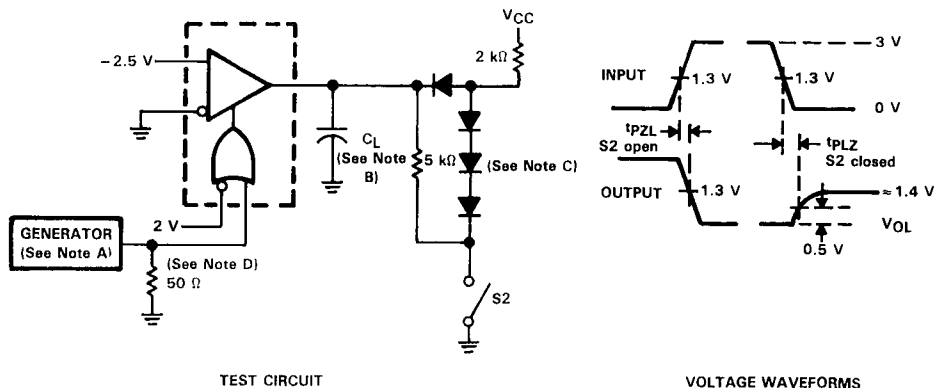 VCC
2 kΩ
−2.5 V
CL
(See Note
B)
5 kΩ
(See Note C)
2 V
GENERATOR
(See Note A)
(See Note D)
50 Ω
S2
TEST CIRCUIT
3 V
INPUT
1.3 V
1.3 V
0 V
tPZL
S2 open
tPLZ
S2 closed
OUTPUT
1.3 V
≈ 1.4 V
VOL
0.5 V
VOLTAGE WAVEFORMS